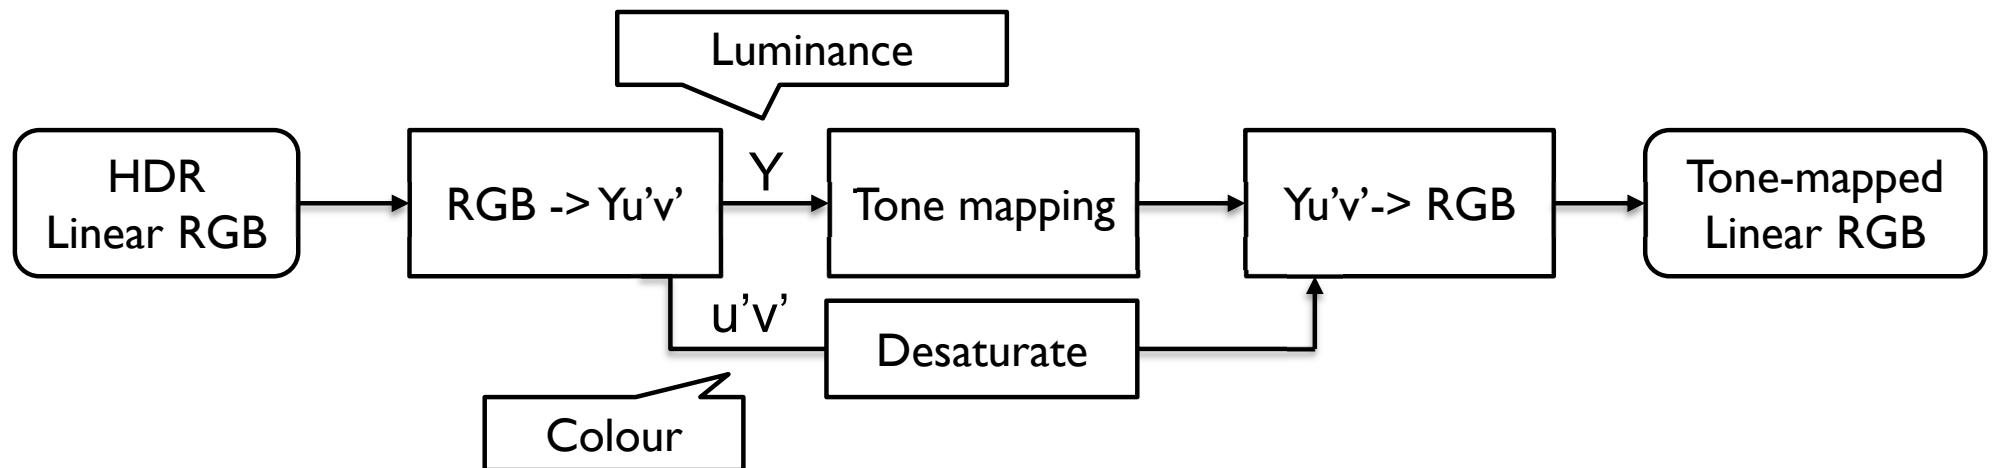 Luminance
HDR
Linear RGB
RGB -> Yu’v’
Y
Tone mapping
Yu’v’-> RGB
Tone-mapped
Linear RGB
u’v’
Desaturate
Colour